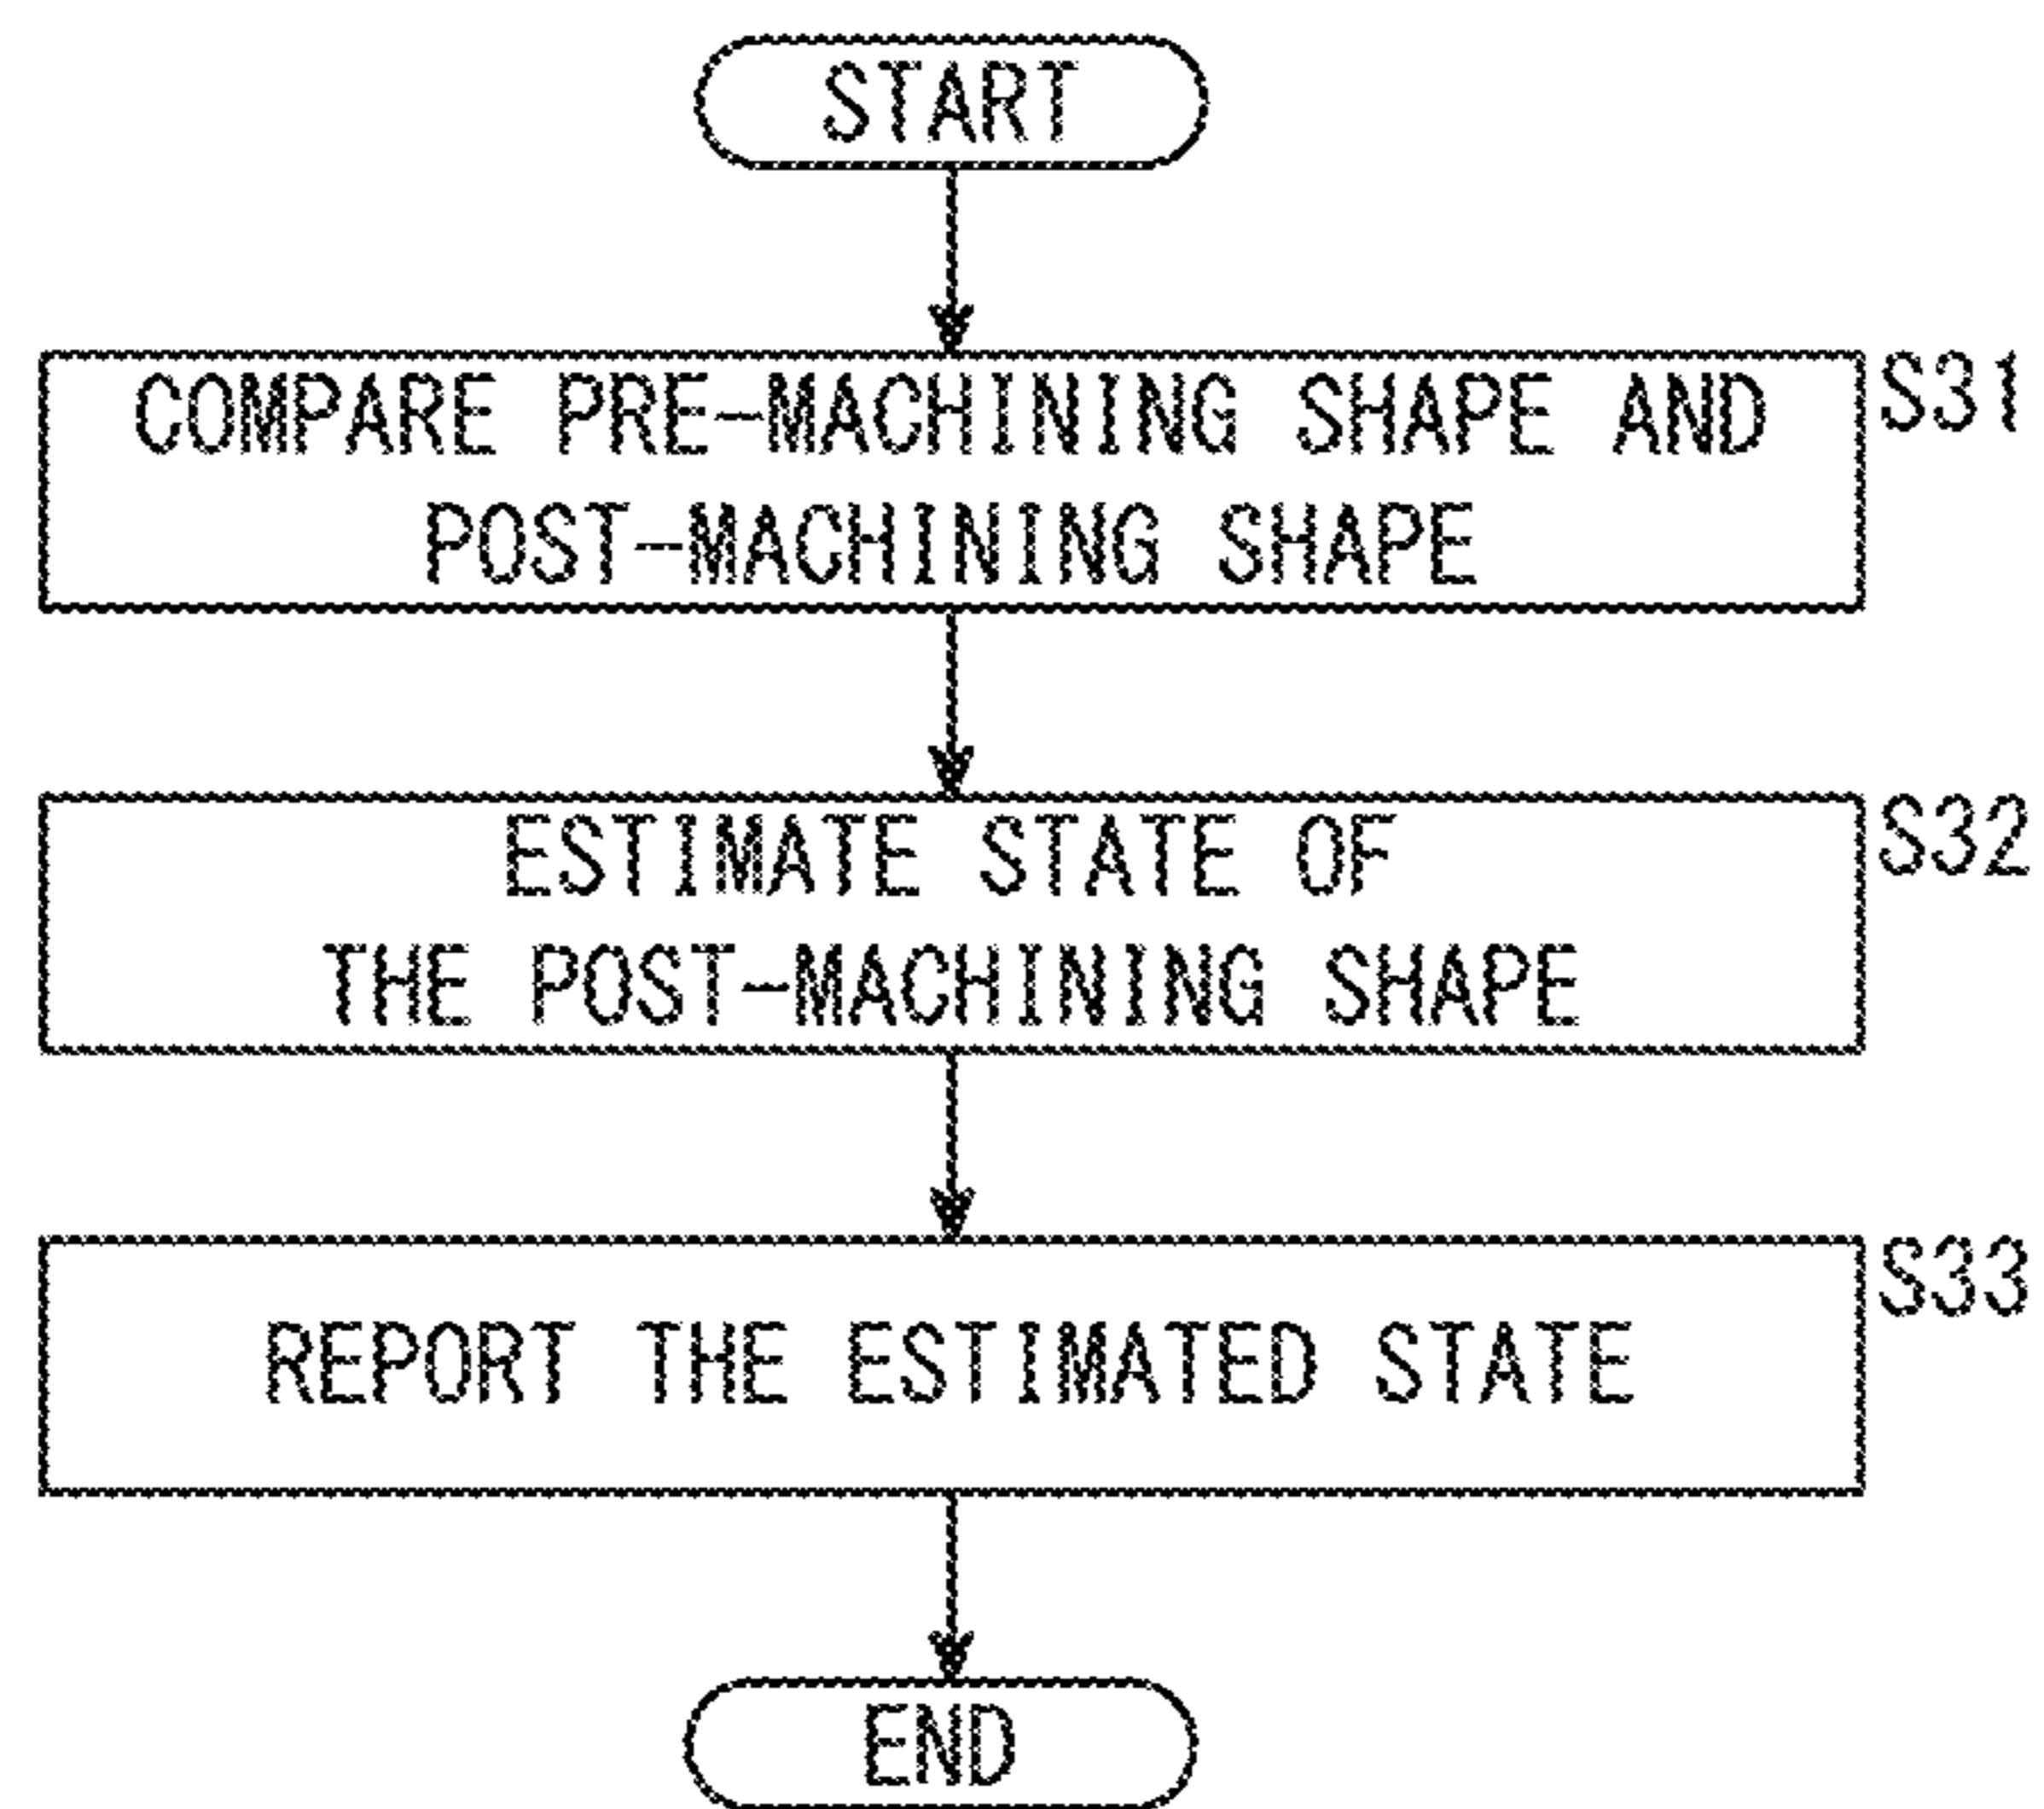 START
COMPARE PRE-MACHINING SHAPE AND
POST-MACHINING SHAPE
S31
ESTIMATE STATE OF
THE POST-MACHINING SHAPE
S32
REPORT THE ESTIMATED STATE
S33
END